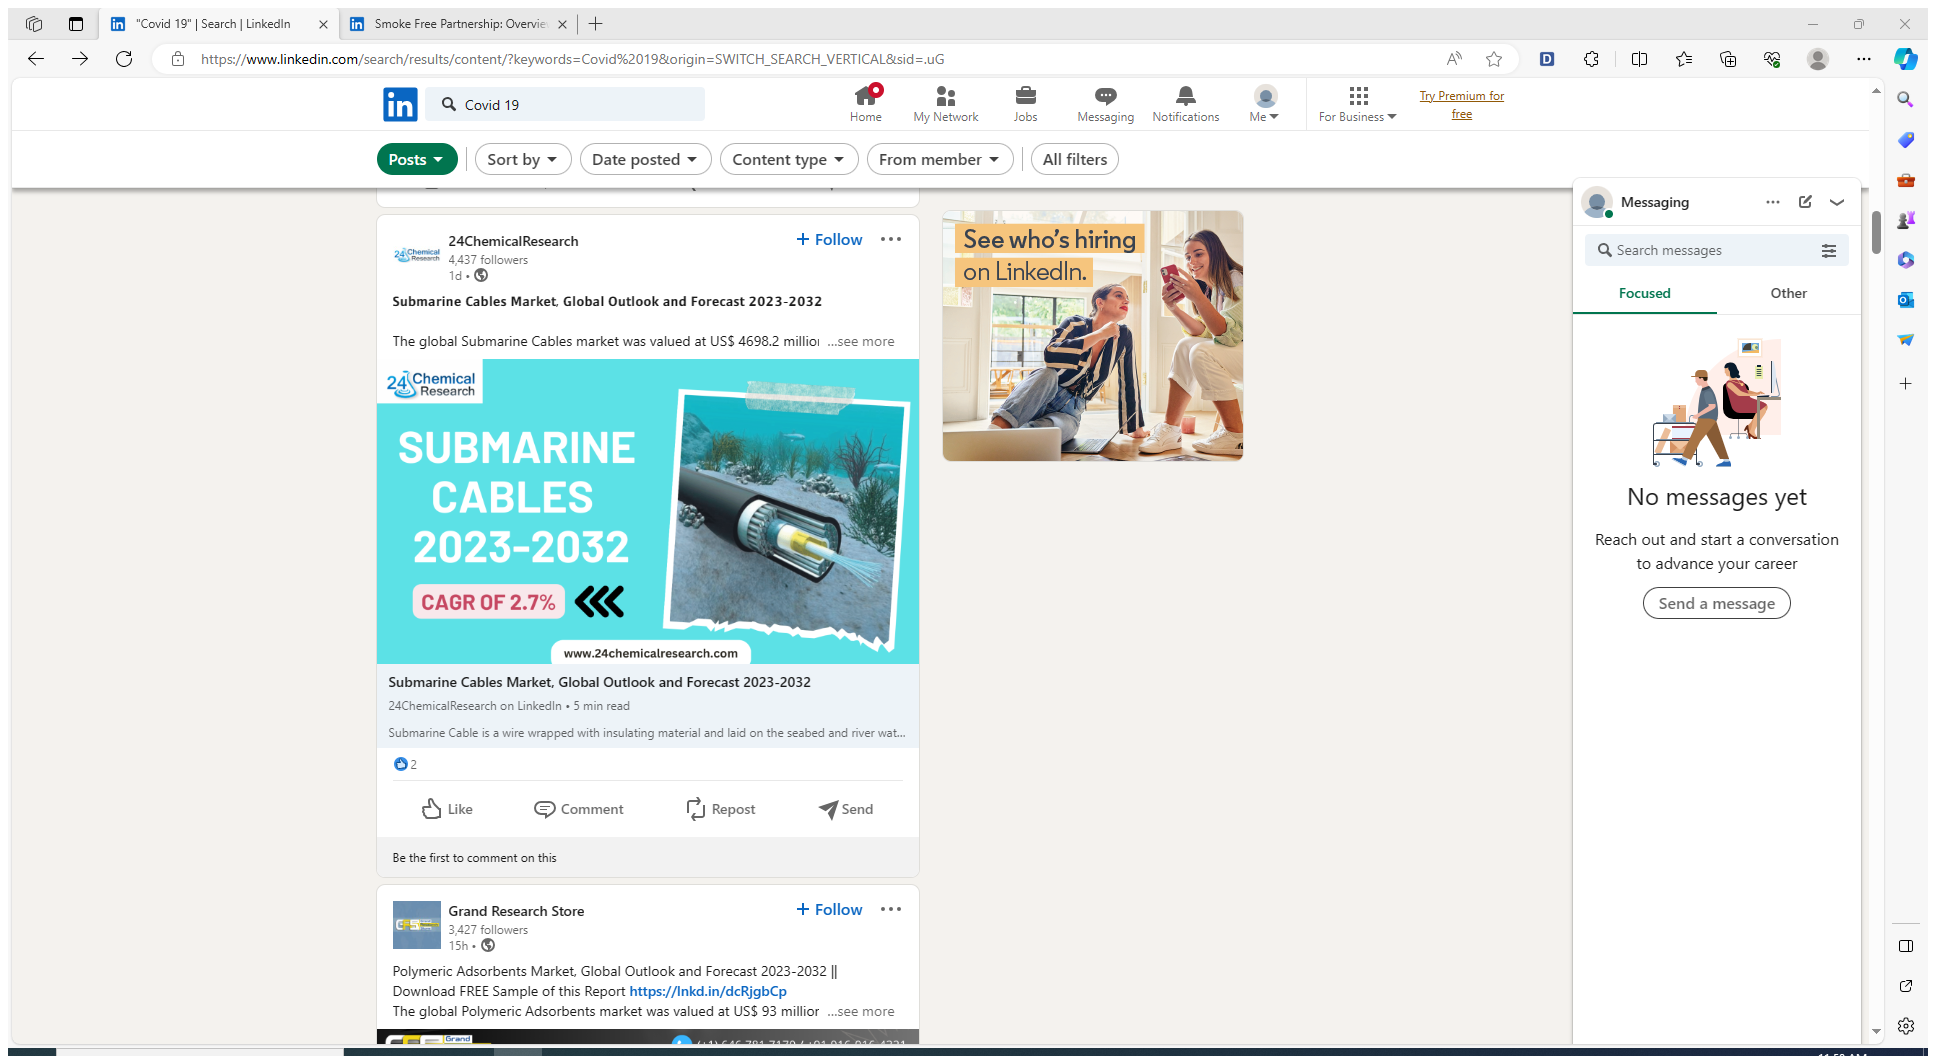 "Covid 19" | Search | LinkedIn
Smoke Free Partnership: Overvie
https://www.linkedin.com/search/results/content/?keywords=Covid%2019&origin=SWITCH_SEARCH_VERTICAL&sid=.uG
in
Covid 19
Home
My Network
Jobs
Messaging
Notifications
Me
For Business
Try Premium for
free
Posts
Sort by
Date posted
Content type
From member
All filters
24ChemicalResearch
4,437 followers
1d •
+ Follow
Submarine Cables Market, Global Outlook and Forecast 2023-2032
The global Submarine Cables market was valued at US$ 4698.2 million ...see more
24 Chemical
Research
SUBMARINE
CABLES
2023-2032
CAGR OF 2.7%
www.24chemicalresearch.com
Submarine Cables Market, Global Outlook and Forecast 2023-2032
24ChemicalResearch on LinkedIn • 5 min read
Submarine Cable is a wire wrapped with insulating material and laid on the seabed and river wat...
2
Like
Comment
Repost
Send
Be the first to comment on this
Grand Research Store
3,427 followers
15h •
+ Follow
Polymeric Adsorbents Market, Global Outlook and Forecast 2023-2032 ||
Download FREE Sample of this Report https://lnkd.in/dcRjgbCp
The global Polymeric Adsorbents market was valued at US$ 93 million ...see more
Grand
See who's hiring
on LinkedIn.
Messaging
Search messages
Focused
Other
No messages yet
Reach out and start a conversation
to advance your career
Send a message